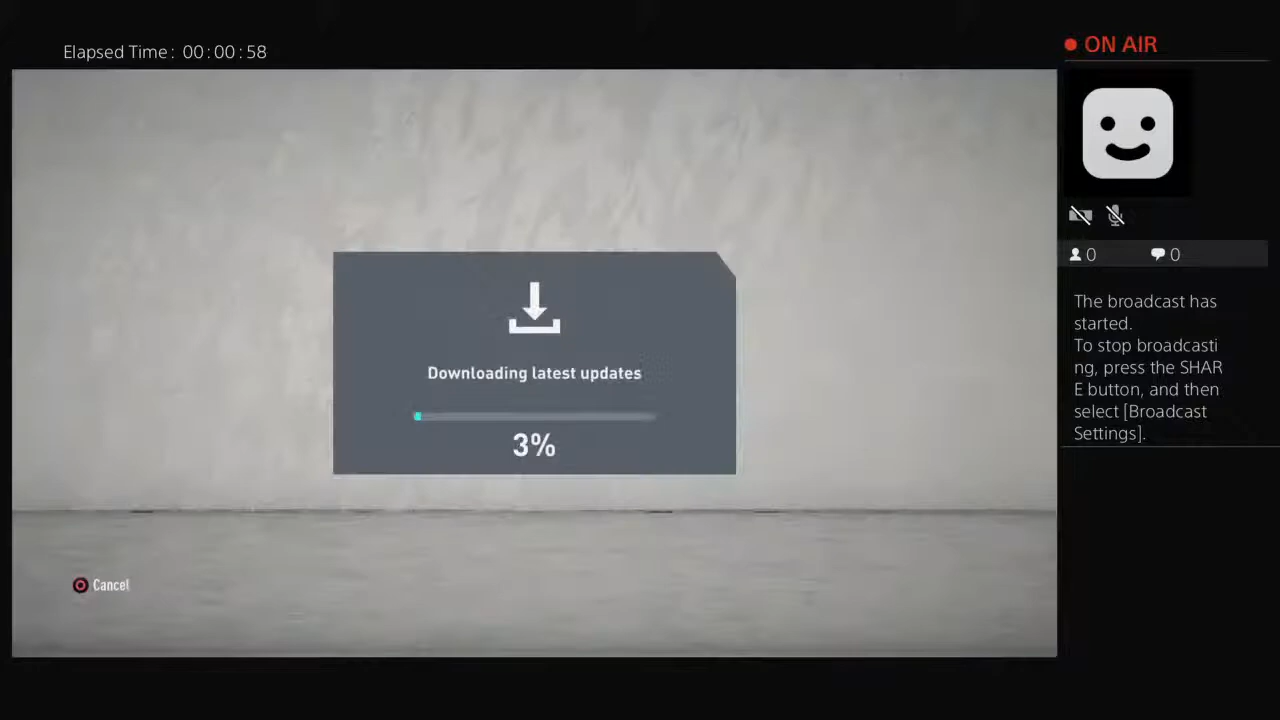 Elapsed Time: 00:00:58
ON AIR
0
0
The broadcast has
started.
To stop broadcasti
ng, press the SHAR
E button, and then
select [Broadcast
Settings].
Downloading latest updates
3%
Cancel